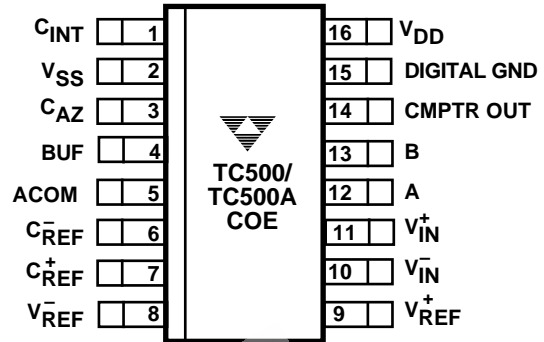 CINT 1
VSS 2
CAZ 3
BUF 4
ACOM 5
C−REF 6
C+REF 7
V−REF 8
TC500/
TC500A
COE
16 VDD
15 DIGITAL GND
14 CMPTR OUT
13 B
12 A
11 V+IN
10 V−IN
9 V+REF